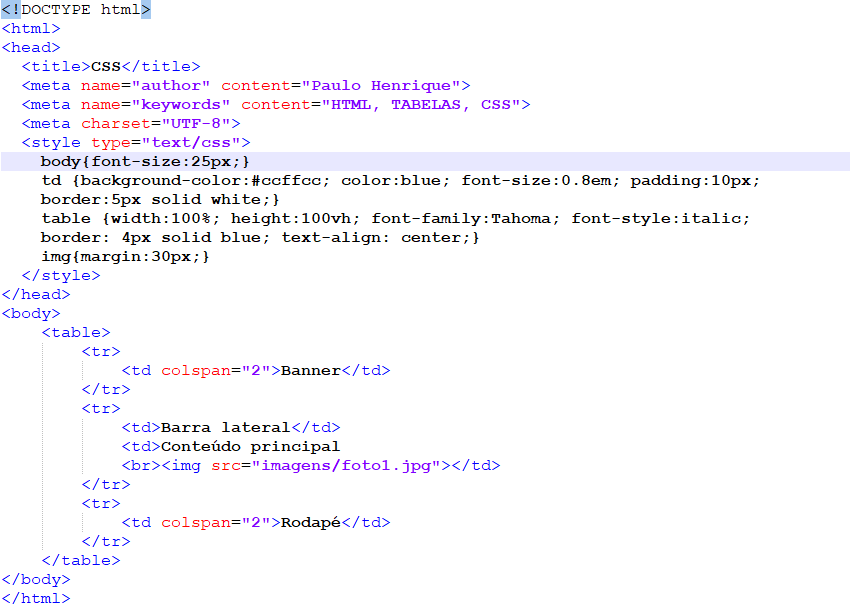 <!DOCTYPE html>
<html>
<head>
  <title>CSS</title>
  <meta name="author" content="Paulo Henrique">
  <meta name="keywords" content="HTML, TABELAS, CSS">
  <meta charset="UTF-8">
  <style type="text/css">
    body{font-size:25px;}
    td {background-color:#ccffcc; color:blue; font-size:0.8em; padding:10px;
    border:5px solid white;}
    table {width:100%; height:100vh; font-family:Tahoma; font-style:italic;
    border: 4px solid blue; text-align: center;}
    img{margin:30px;}
  </style>
</head>
<body>
    <table>
        <tr>
            <td colspan="2">Banner</td>
        </tr>
        <tr>
            <td>Barra lateral</td>
            <td>Conteúdo principal
            <br><img src="imagens/foto1.jpg"></td>
        </tr>
        <tr>
            <td colspan="2">Rodapé</td>
        </tr>
    </table>
</body>
</html>